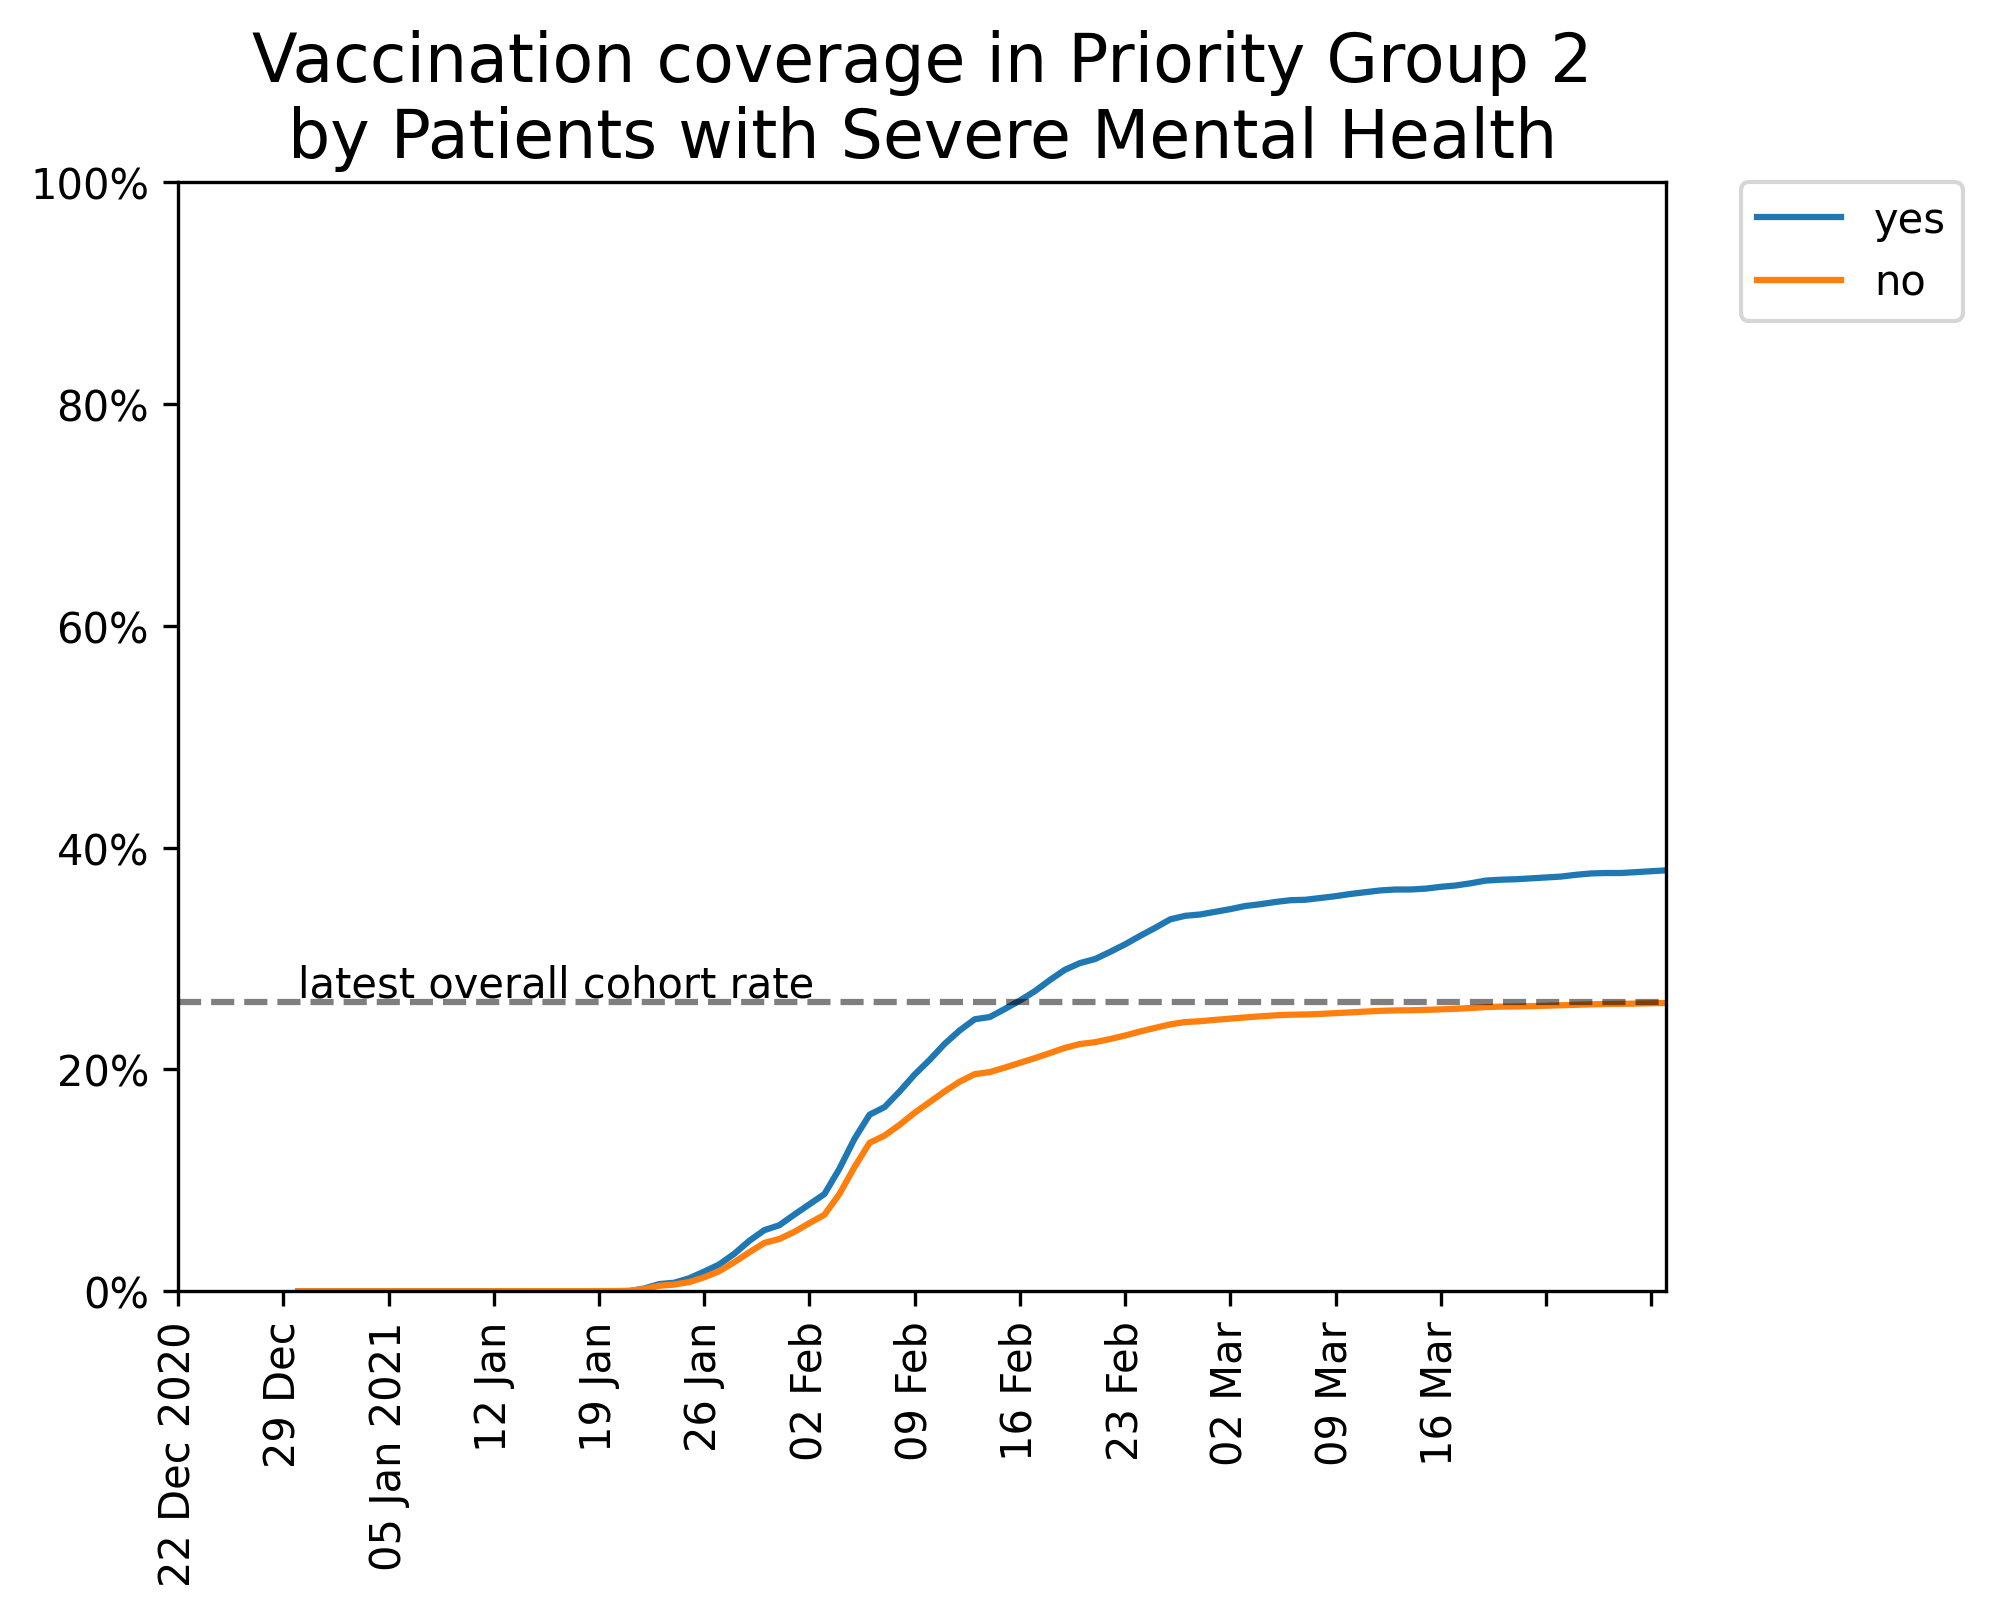 Vaccination coverage in Priority Group 2
by Patients with Severe Mental Health
100%
80%
60%
40%
20%
0%
latest overall cohort rate
yes
no
22 Dec 2020
29 Dec
05 Jan 2021
12 Jan
19 Jan
26 Jan
02 Feb
09 Feb
16 Feb
23 Feb
02 Mar
09 Mar
16 Mar